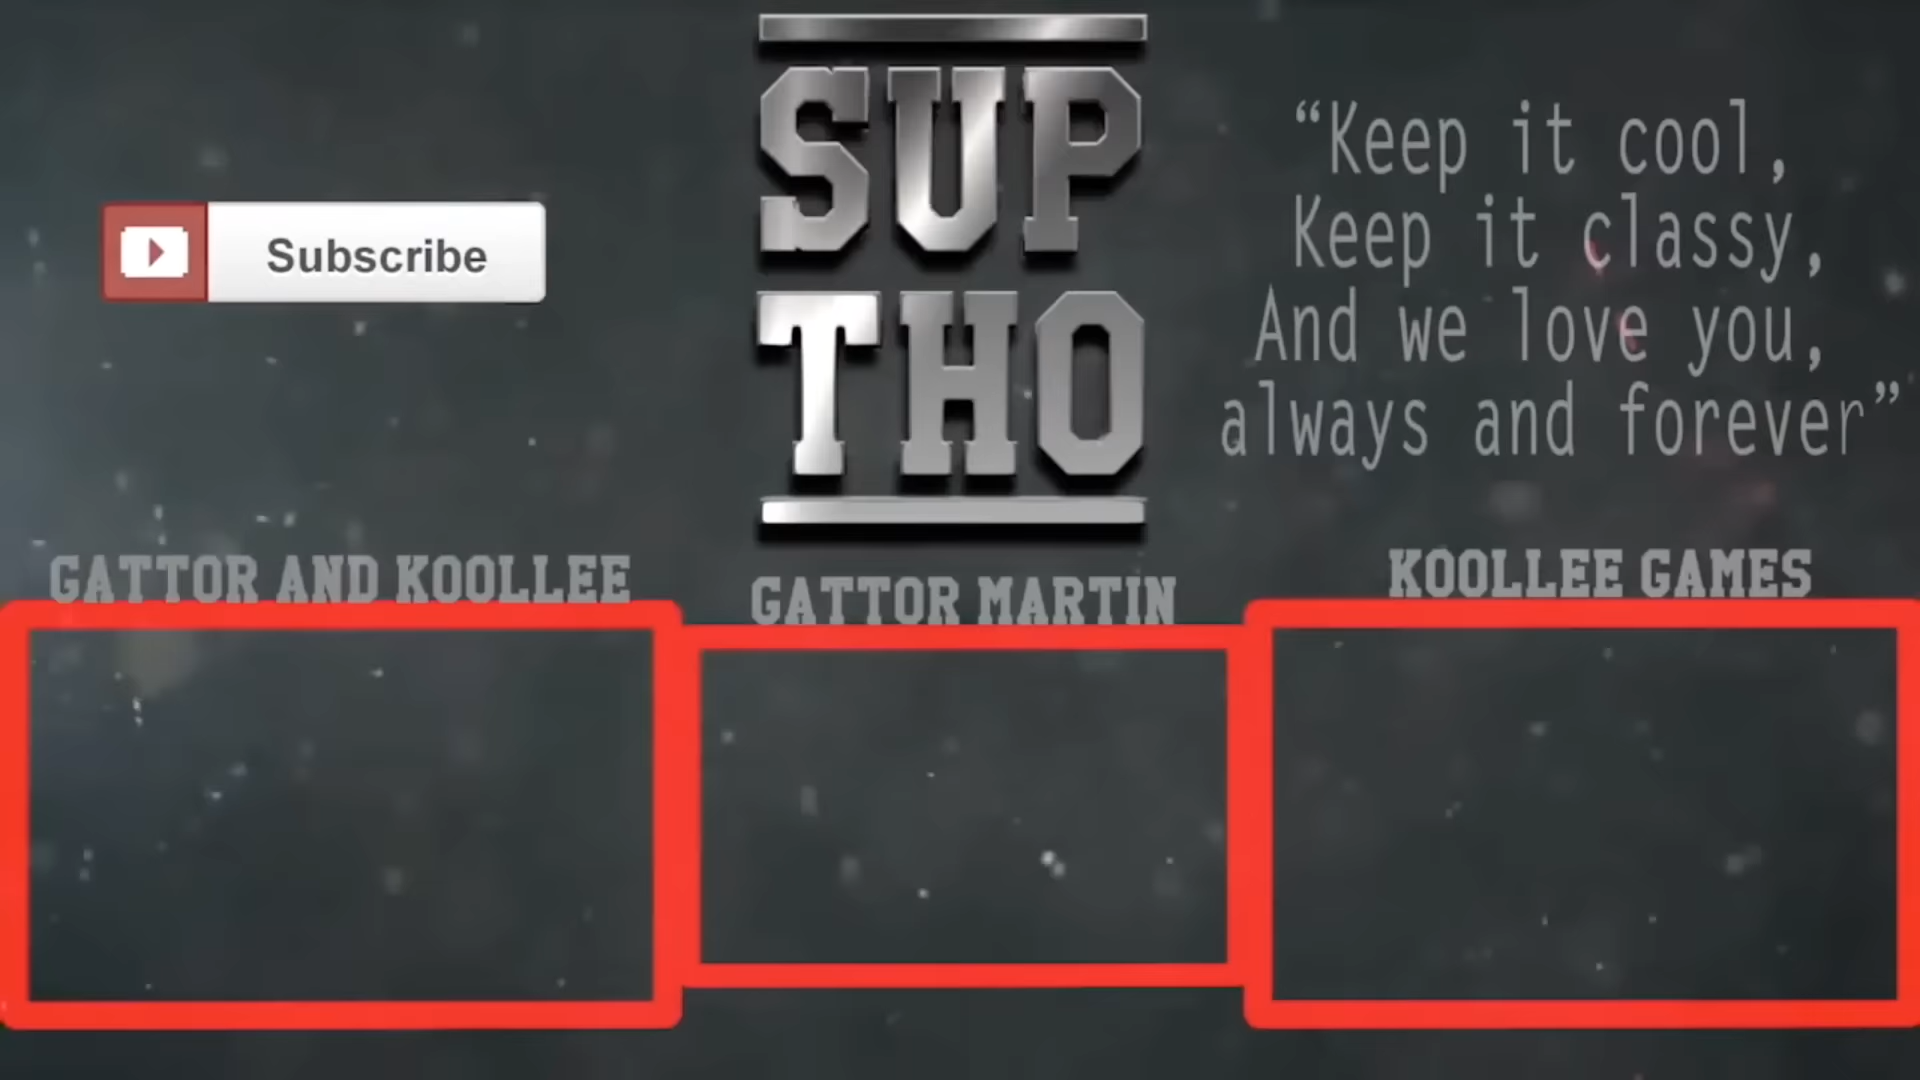 SUP
THO
Subscribe
“Keep it cool,
Keep it classy,
And we love you,
always and forever”
GATTOR AND KOOLLEE
GATTOR MARTIN
KOOLLEE GAMES